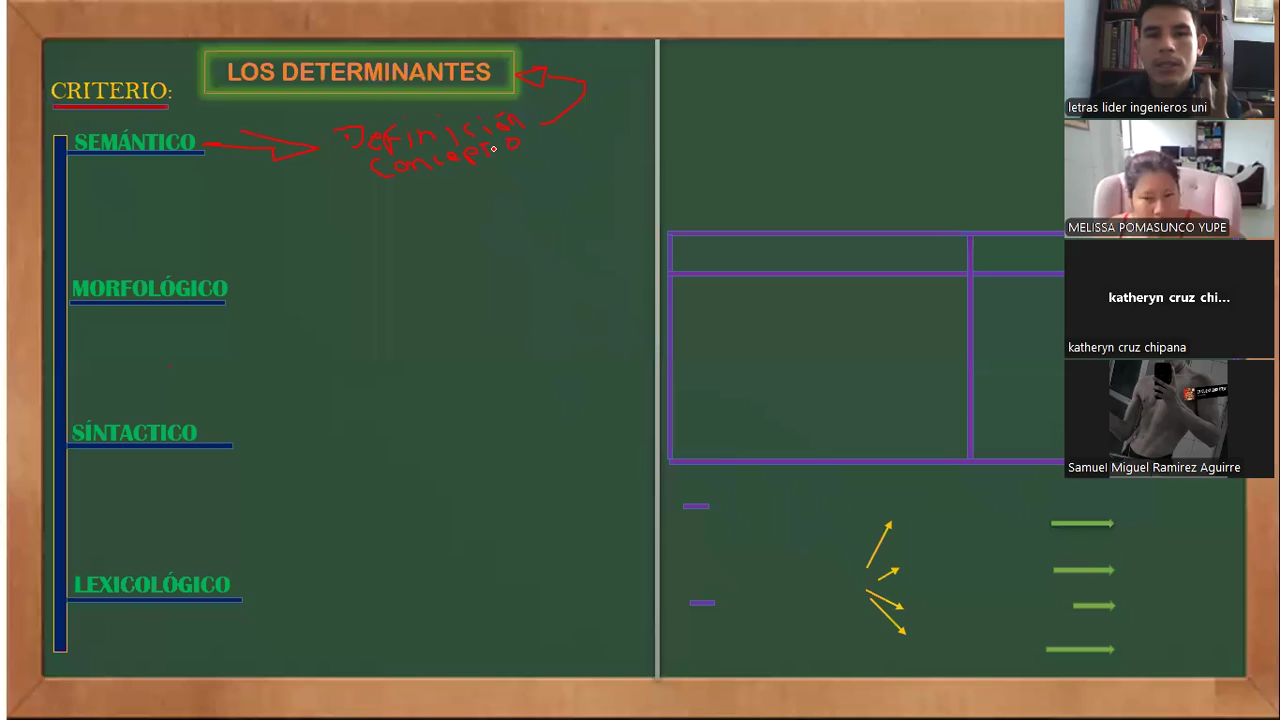 LOS DETERMINANTES
CRITERIO:
SEMÁNTICO
Definición
concepto
MORFOLÓGICO
SÍNTACTICO
LEXICOLÓGICO
letras lider ingenieros uni
MELISSA POMASUNCO YUPE
katheryn cruz chi...
katheryn cruz chipana
Samuel Miguel Ramirez Aguirre